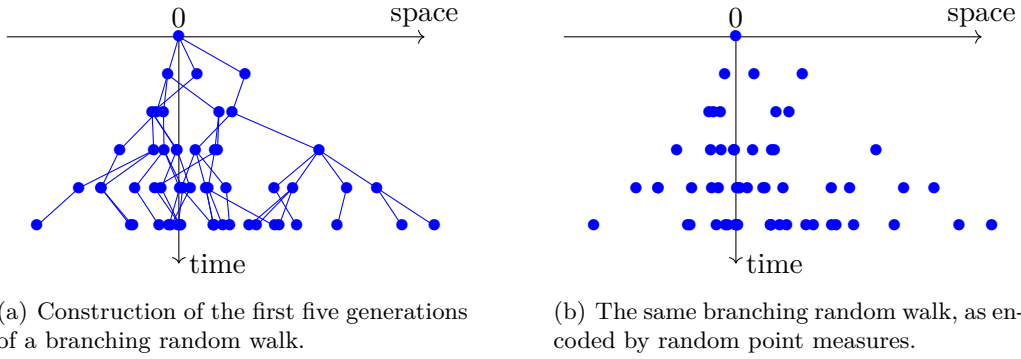 0
space
time
0
space
time
a) Construction of the first five generations
of a branching random walk.
(b) The same branching random walk, as en-
coded by random point measures.